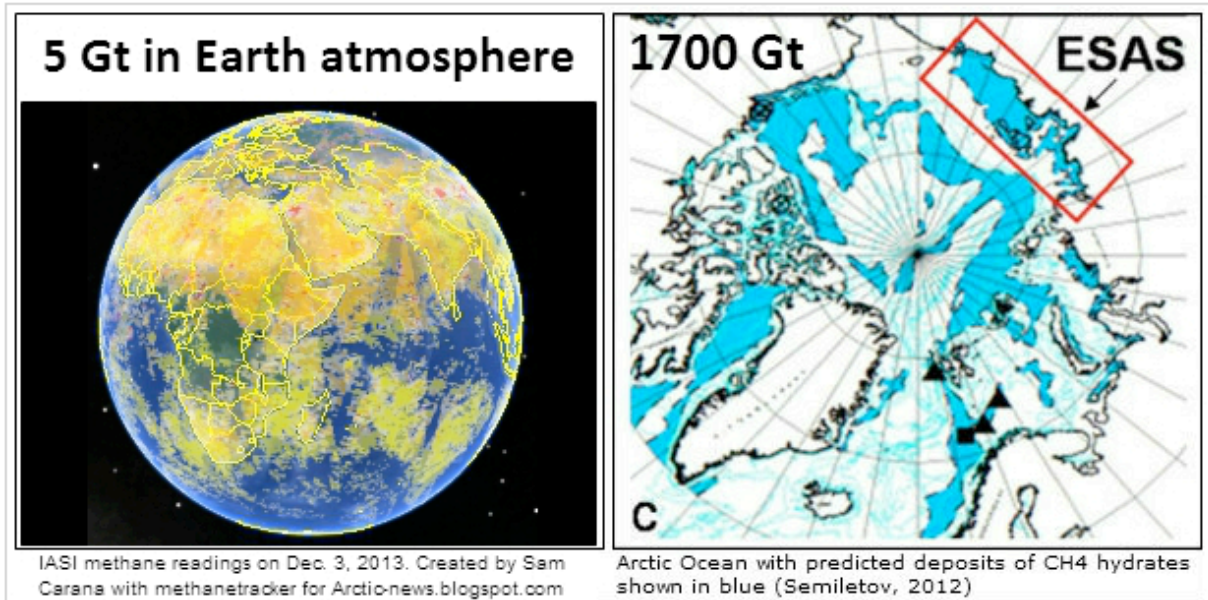 5 Gt in Earth atmosphere
IASI methane readings on Dec. 3, 2013. Created by Sam
Carana with methanetracker for Arctic-news.blogspot.com
1700 Gt
ESAS
C
Arctic Ocean with predicted deposits of CH4 hydrates
shown in blue (Semiletov, 2012)